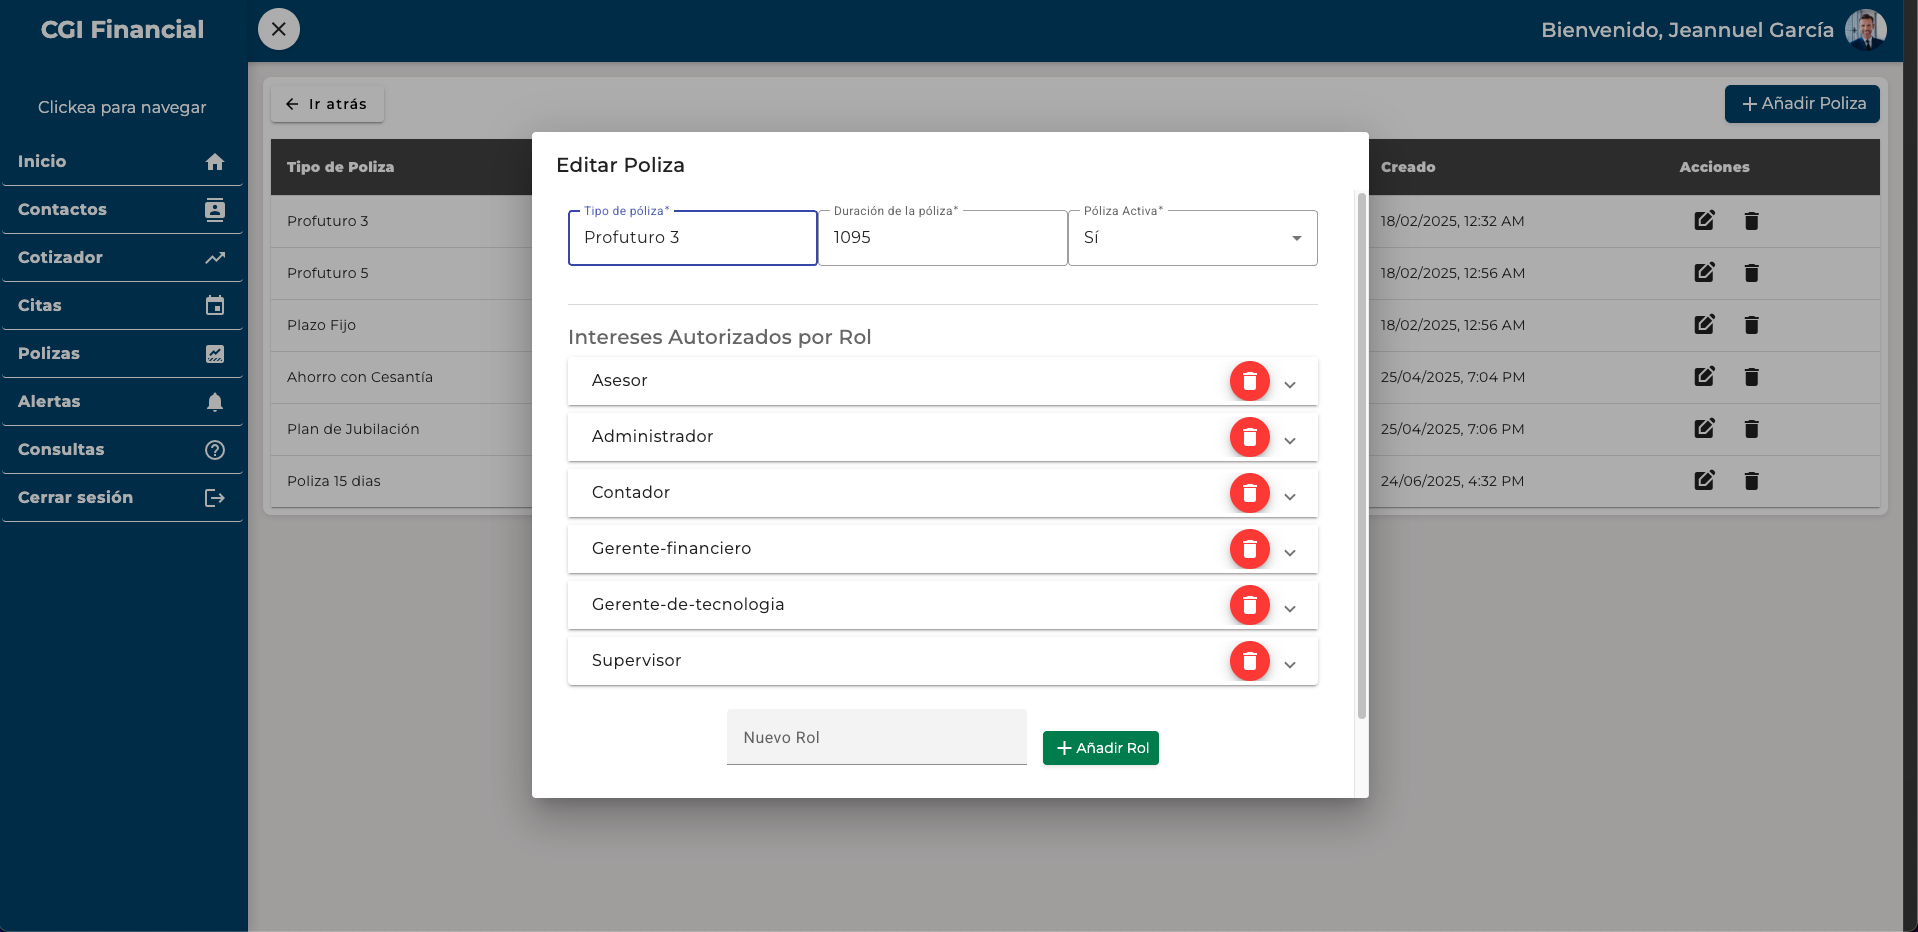 CGI Financial
Bienvenido, Jeannuel García
Clickea para navegar
Inicio
Contactos
Cotizador
Citas
Polizas
Alertas
Consultas
Cerrar sesión
Ir atrás
Añadir Poliza
Tipo de Poliza
Creado
Acciones
Profuturo 3
18/02/2025, 12:32 AM
Profuturo 5
18/02/2025, 12:56 AM
Plazo Fijo
18/02/2025, 12:56 AM
Ahorro con Cesantía
25/04/2025, 7:04 PM
Plan de Jubilación
25/04/2025, 7:06 PM
Poliza 15 dias
24/06/2025, 4:32 PM
Editar Poliza
Tipo de póliza*
Profuturo 3
Duración de la póliza*
1095
Póliza Activa*
Sí
Intereses Autorizados por Rol
Asesor
Administrador
Contador
Gerente-financiero
Gerente-de-tecnologia
Supervisor
Nuevo Rol
Añadir Rol